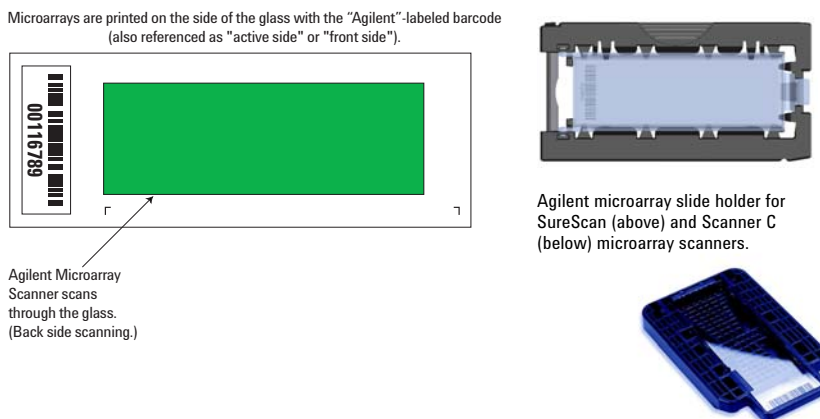 Microarrays are printed on the side of the glass with the “Agilent”-labeled barcode
(also referenced as "active side" or "front side").
00116789
Agilent Microarray
Scanner scans
through the glass.
(Back side scanning.)
Agilent microarray slide holder for
SureScan (above) and Scanner C
(below) microarray scanners.